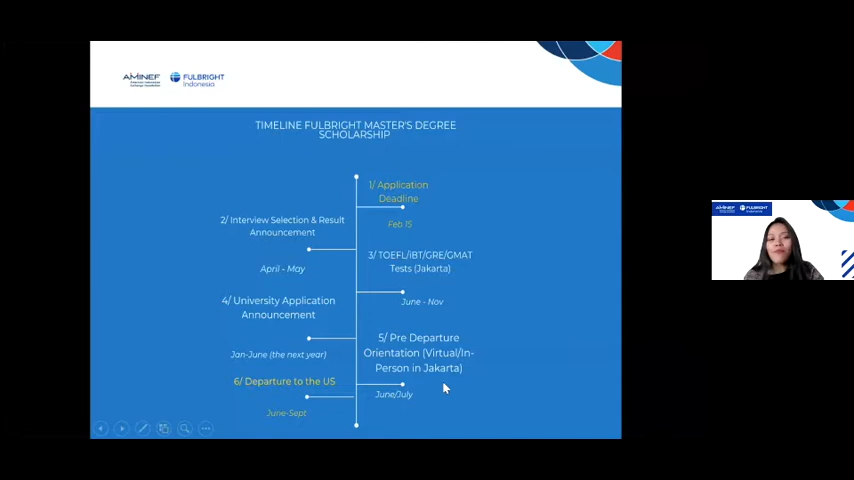 AMINEF
FULBRIGHT
Indonesia
TIMELINE FULBRIGHT MASTER'S DEGREE
SCHOLARSHIP
1/ Application
Deadline
Feb 15
2/ Interview Selection & Result
Announcement
April - May
3/ TOEFL/IBT/GRE/GMAT
Tests (Jakarta)
June - Nov
4/ University Application
Announcement
Jan-June (the next year)
5/ Pre Departure
Orientation (Virtual/In-
Person in Jakarta)
June/July
6/ Departure to the US
June-Sept
AMINEF
FULBRIGHT